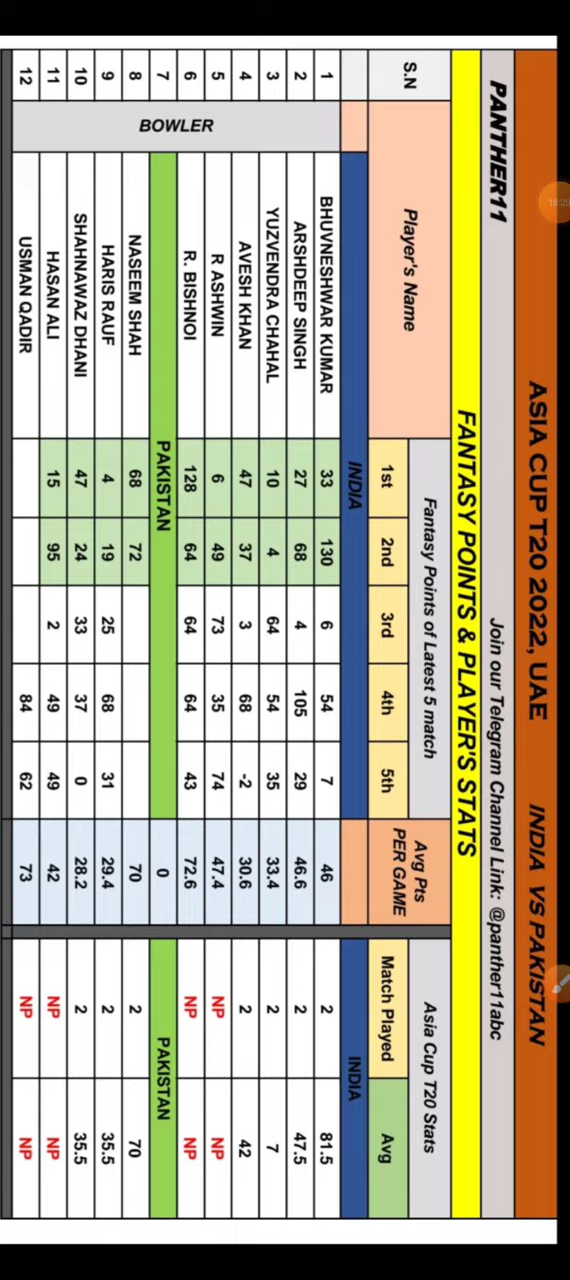 ASIA CUP T20 2022, UAE INDIA VS PAKISTAN
PANTHER11 Join our Telegram Channel Link: @panther11abc
FANTASY POINTS & PLAYER'S STATS
S.N Player's Name Fantasy Points of Latest 5 match Avg Pts PER GAME Asia Cup T20 Stats
1st 2nd 3rd 4th 5th Match Played Avg
INDIA INDIA
BOWLER
1 BHUVNESHWAR KUMAR 33 130 6 54 7 46 2 81.5
2 ARSHDEEP SINGH 27 68 4 105 29 46.6 2 47.5
3 YUZVENDRA CHAHAL 10 4 64 54 35 33.4 2 7
4 AVESH KHAN 47 37 3 68 -2 30.6 2 42
5 R ASHWIN 6 49 73 35 74 47.4 NP NP
6 R. BISHNOI 128 64 64 64 43 72.6 NP NP
7 PAKISTAN 0 PAKISTAN
8 NASEEM SHAH 68 72 70 2 70
9 HARIS RAUF 4 19 25 68 31 29.4 2 35.5
10 SHAHNAWAZ DHANI 47 24 33 37 0 28.2 2 35.5
11 HASAN ALI 15 95 2 49 49 42 NP NP
12 USMAN QADIR 84 62 73 NP NP
18:20